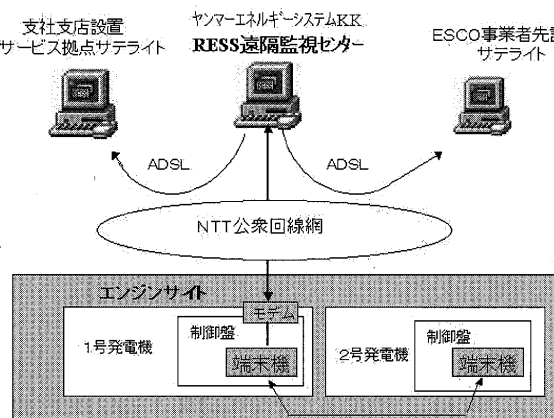 支社支店設置
サービス拠点サテライト
ヤンマーエネルギーシステムKK
RESS遠隔監視センター
ESCO事業者先設
サテライト
ADSL
ADSL
NTT公衆回線網
エンジンサイト
モデム
1号発電機
制御盤
端末機
2号発電機
制御盤
端末機